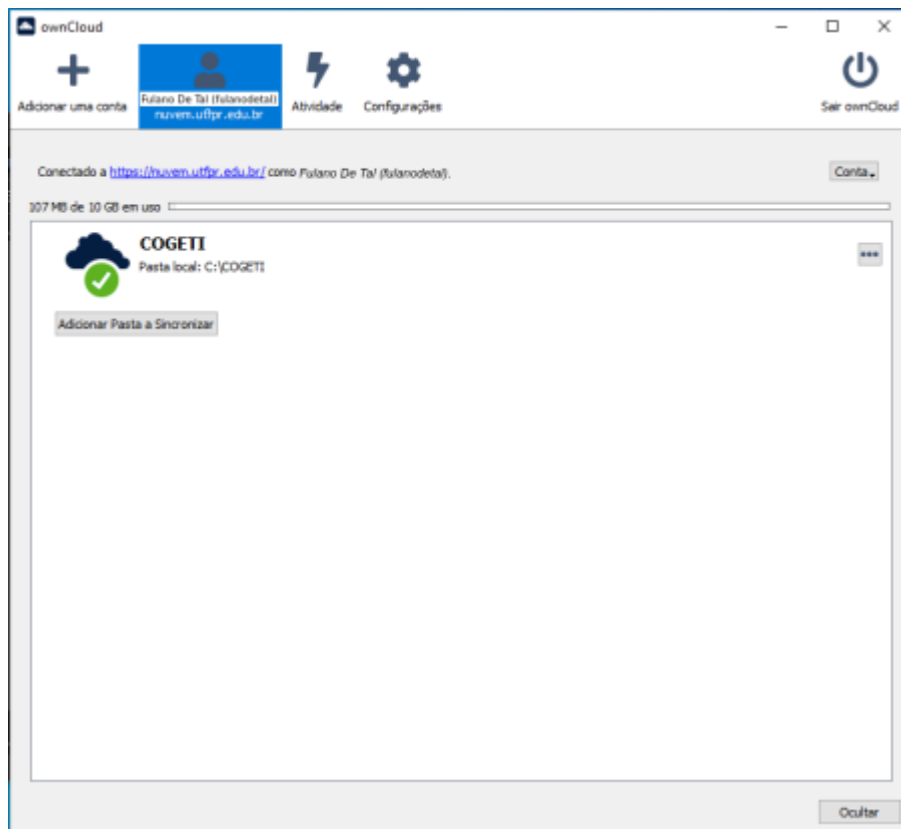 ownCloud
Adicionar uma conta
Fulano De Tal (fulanodetal)
nuvem.utfpr.edu.br
Atividade
Configurações
Sair ownCloud
Conectado a https://nuvem.utfpr.edu.br/ como Fulano De Tal (fulanodetal).
Conta
107 MB de 10 GB em uso
COGETI
Pasta local: C:\COGETI
Adicionar Pasta a Sincronizar
Ocultar